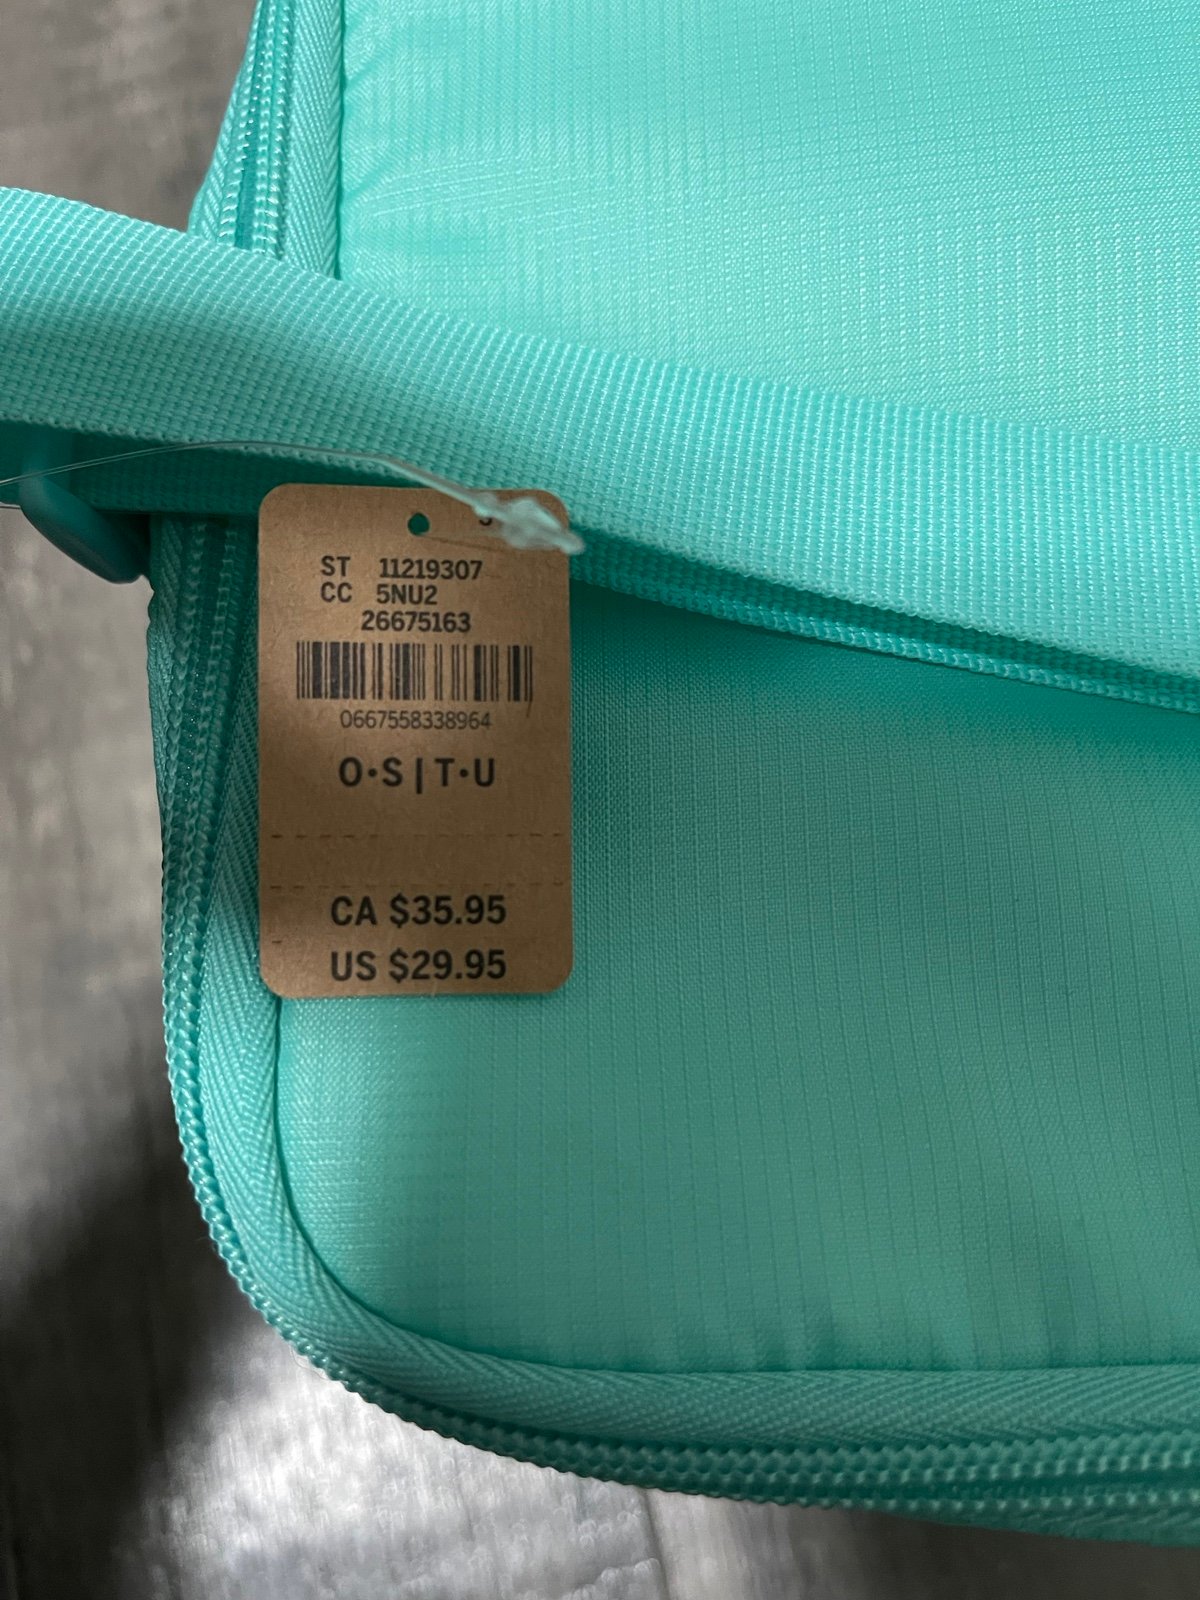 ST 11219307
CC 5NU2
26675163
0667558338964
O•S | T•U
CA $35.95
US $29.95